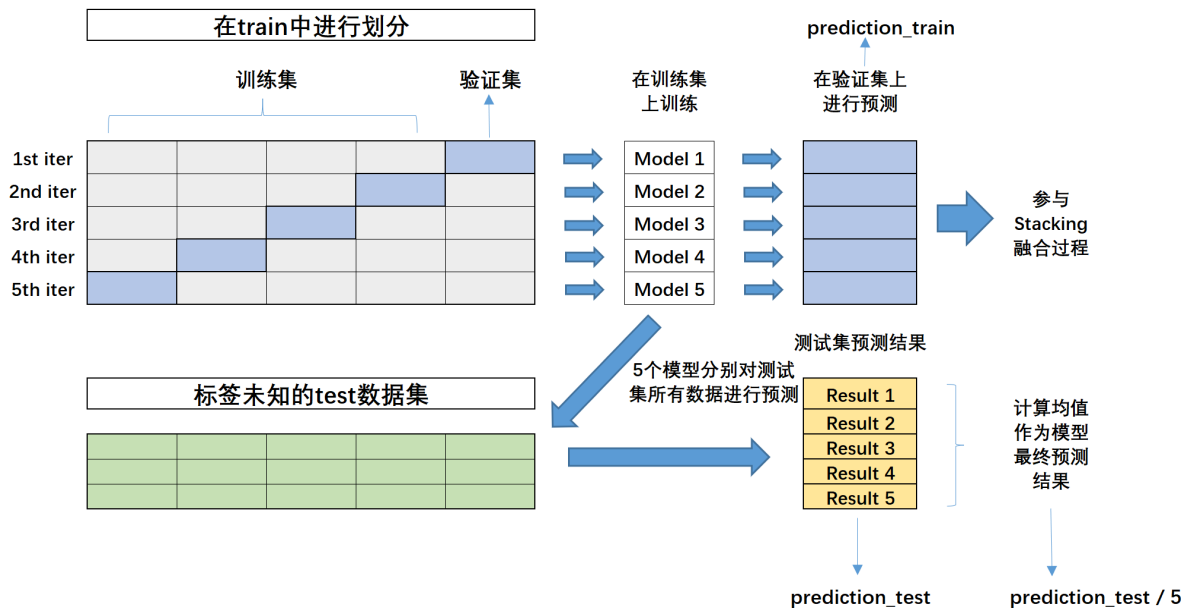 在train中进行划分
prediction_train
训练集
验证集
在训练集
上训练
在验证集上
进行预测
1st iter
Model 1
2nd iter
Model 2
3rd iter
Model 3
4th iter
Model 4
5th iter
Model 5
参与
Stacking
融合过程
标签未知的test数据集
5个模型分别对测试
集所有数据进行预测
测试集预测结果
Result 1
Result 2
Result 3
Result 4
Result 5
计算均值
作为模型
最终预测
结果
prediction_test
prediction_test / 5